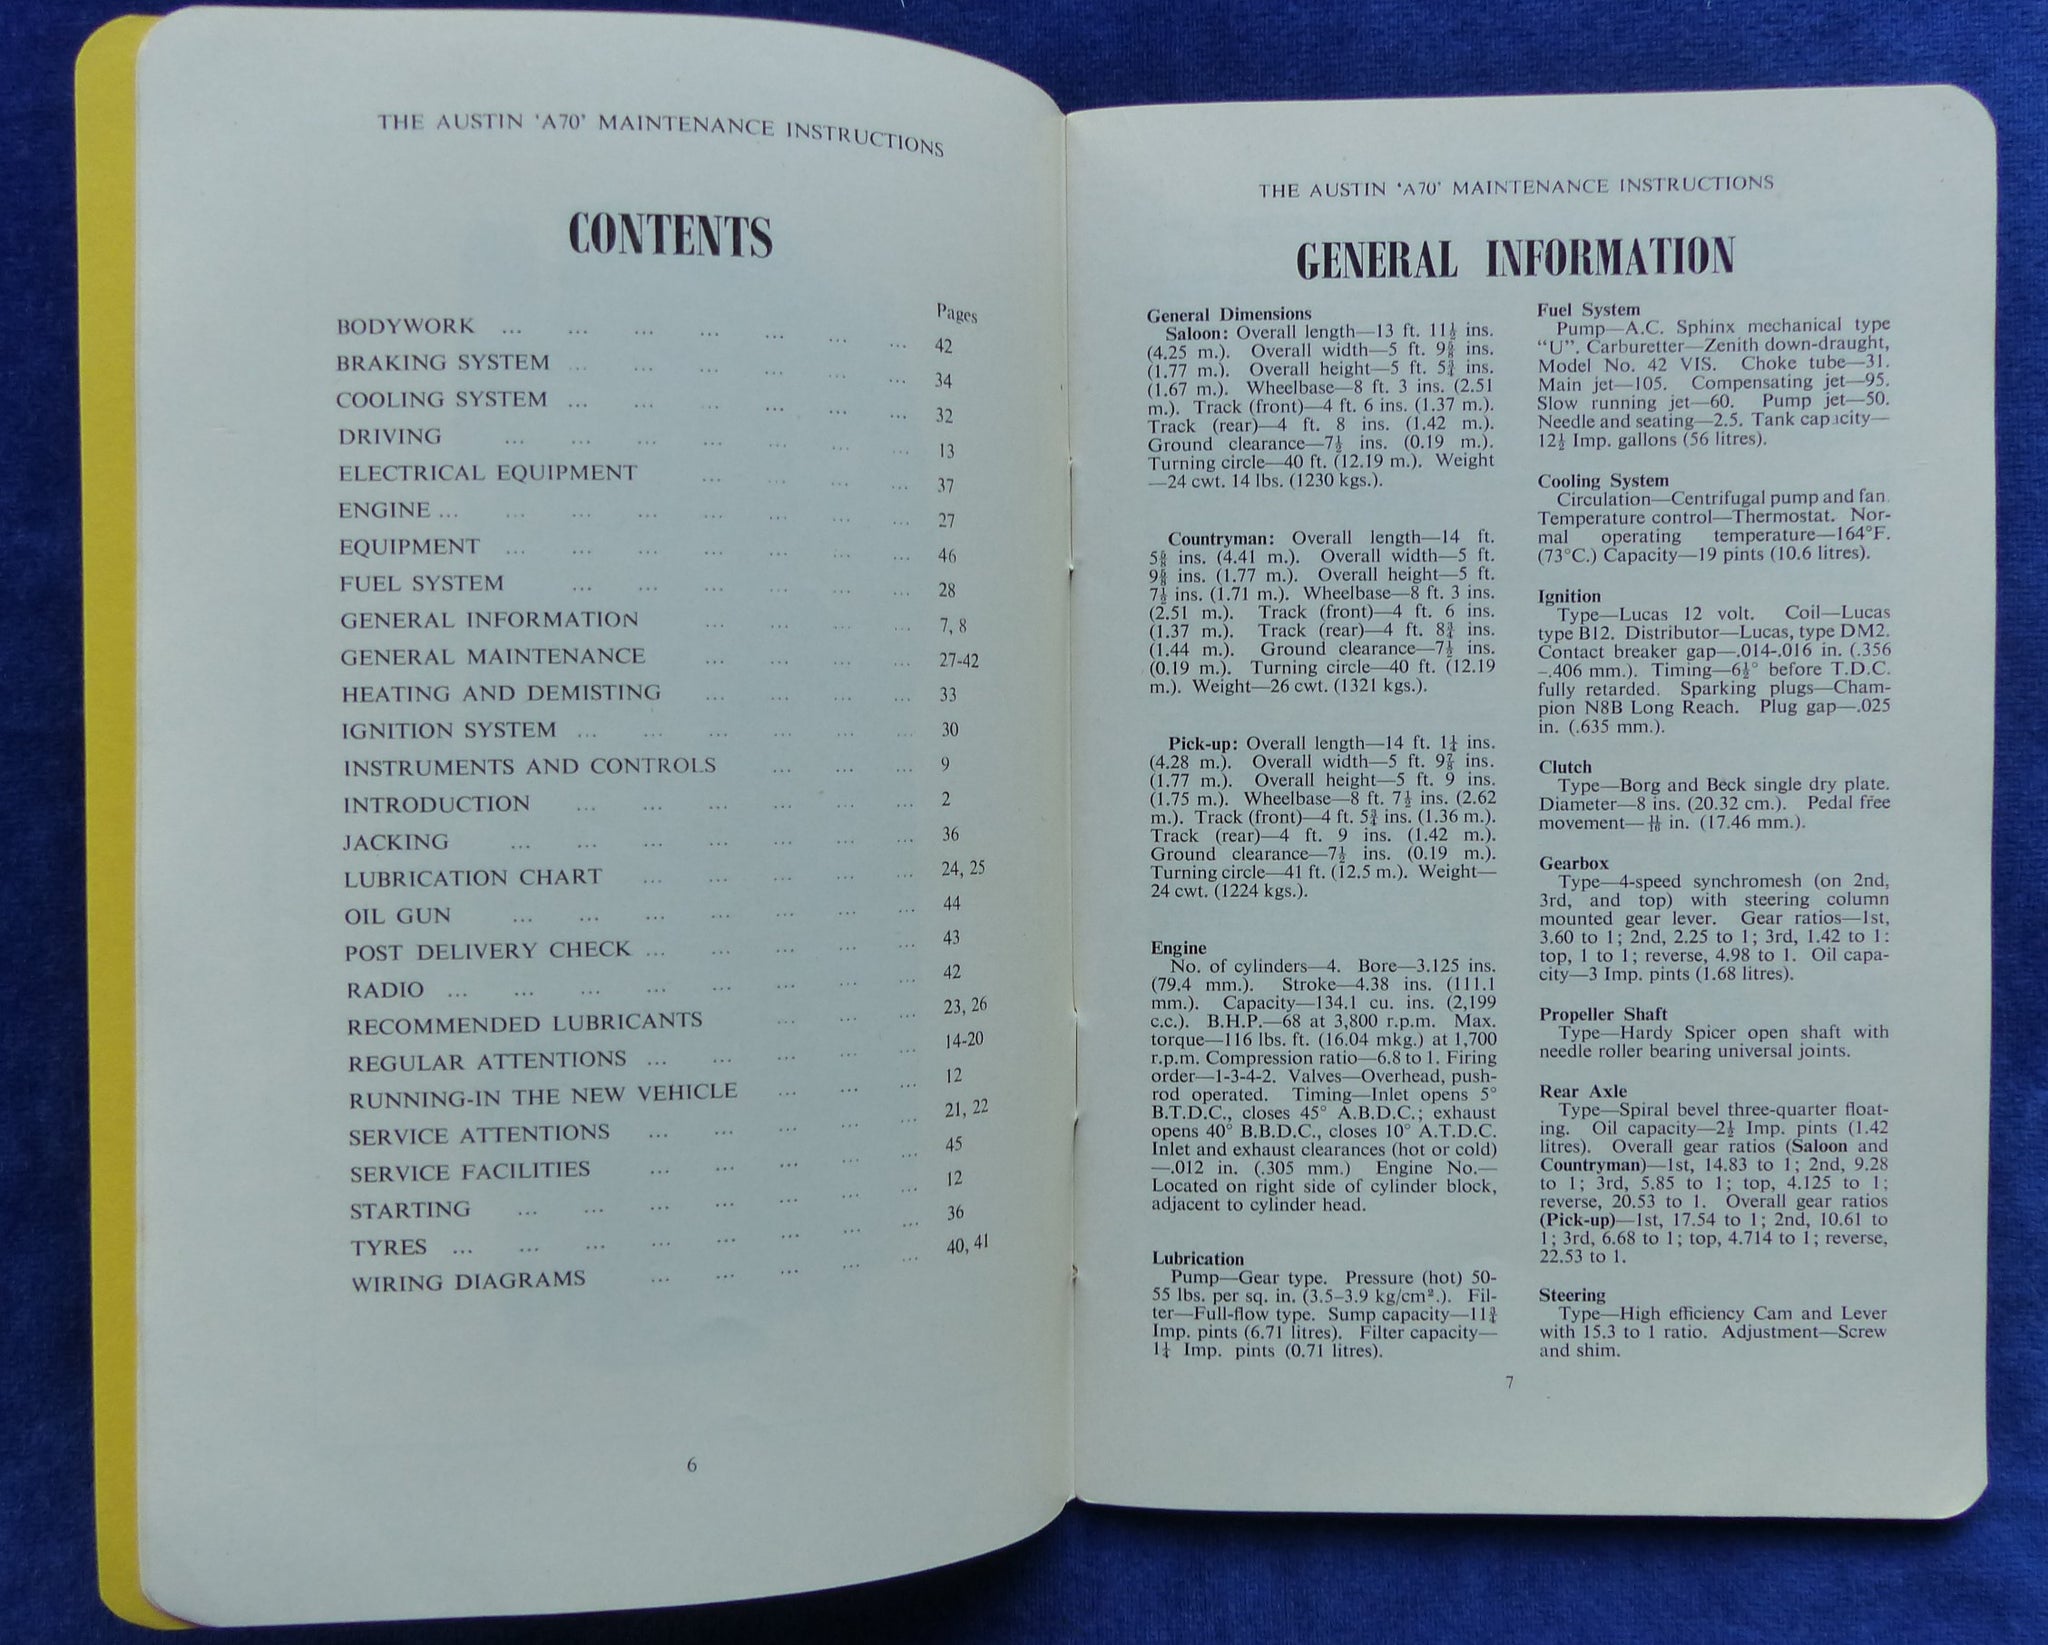 THE AUSTIN 'A70' MAINTENANCE INSTRUCTIONS
CONTENTS
Pages
BODYWORK ... ... ... ... ... ... ... 42
BRAKING SYSTEM ... ... ... ... ... ... 34
COOLING SYSTEM ... ... ... ... ... ... 32
DRIVING ... ... ... ... ... ... ... 13
ELECTRICAL EQUIPMENT ... ... ... ... 37
ENGINE ... ... ... ... ... ... ... ... 27
EQUIPMENT ... ... ... ... ... ... ... 46
FUEL SYSTEM ... ... ... ... ... ... 28
GENERAL INFORMATION ... ... ... ... 7, 8
GENERAL MAINTENANCE ... ... ... ... 27-42
HEATING AND DEMISTING ... ... ... ... 33
IGNITION SYSTEM ... ... ... ... ... ... 30
INSTRUMENTS AND CONTROLS ... ... ... 9
INTRODUCTION ... ... ... ... ... ... 2
JACKING ... ... ... ... ... ... ... 36
LUBRICATION CHART ... ... ... ... ... 24, 25
OIL GUN ... ... ... ... ... ... ... 44
POST DELIVERY CHECK ... ... ... ... ... 43
RADIO ... ... ... ... ... ... ... ... 42
RECOMMENDED LUBRICANTS ... ... ... 23, 26
REGULAR ATTENTIONS ... ... ... ... ... 14-20
RUNNING-IN THE NEW VEHICLE ... ... ... 12
SERVICE ATTENTIONS ... ... ... ... ... 21, 22
SERVICE FACILITIES ... ... ... ... ... 45
STARTING ... ... ... ... ... ... ... 12
TYRES ... ... ... ... ... ... ... ... 36
WIRING DIAGRAMS ... ... ... ... ... 40, 41
6
THE AUSTIN 'A70' MAINTENANCE INSTRUCTIONS
GENERAL INFORMATION
General Dimensions
Saloon: Overall length—13 ft. 11½ ins.
(4.25 m.). Overall width—5 ft. 9⅝ ins.
(1.77 m.). Overall height—5 ft. 5¾ ins.
(1.67 m.). Wheelbase—8 ft. 3 ins. (2.51
m.). Track (front)—4 ft. 6 ins. (1.37 m.).
Track (rear)—4 ft. 8 ins. (1.42 m.).
Ground clearance—7½ ins. (0.19 m.).
Turning circle—40 ft. (12.19 m.). Weight
—24 cwt. 14 lbs. (1230 kgs.).
Countryman: Overall length—14 ft.
5⅝ ins. (4.41 m.). Overall width—5 ft.
9⅝ ins. (1.77 m.). Overall height—5 ft.
7½ ins. (1.71 m.). Wheelbase—8 ft. 3 ins.
(2.51 m.). Track (front)—4 ft. 6 ins.
(1.37 m.). Track (rear)—4 ft. 8¾ ins.
(1.44 m.). Ground clearance—7½ ins.
(0.19 m.). Turning circle—40 ft. (12.19
m.). Weight—26 cwt. (1321 kgs.).
Pick-up: Overall length—14 ft. 1¼ ins.
(4.28 m.). Overall width—5 ft. 9⅞ ins.
(1.77 m.). Overall height—5 ft. 9 ins.
(1.75 m.). Wheelbase—8 ft. 7½ ins. (2.62
m.). Track (front)—4 ft. 5¾ ins. (1.36 m.).
Track (rear)—4 ft. 9 ins. (1.42 m.).
Ground clearance—7½ ins. (0.19 m.).
Turning circle—41 ft. (12.5 m.). Weight—
24 cwt. (1224 kgs.).
Engine
No. of cylinders—4. Bore—3.125 ins.
(79.4 mm.). Stroke—4.38 ins. (111.1
mm.). Capacity—134.1 cu. ins. (2,199
c.c.). B.H.P.—68 at 3,800 r.p.m. Max.
torque—116 lbs. ft. (16.04 mkg.) at 1,700
r.p.m. Compression ratio—6.8 to 1. Firing
order—1-3-4-2. Valves—Overhead, push-
rod operated. Timing—Inlet opens 5°
B.T.D.C., closes 45° A.B.D.C.; exhaust
opens 40° B.B.D.C., closes 10° A.T.D.C.
Inlet and exhaust clearances (hot or cold)
—.012 in. (.305 mm.) Engine No.—
Located on right side of cylinder block,
adjacent to cylinder head.
Lubrication
Pump—Gear type. Pressure (hot) 50-
55 lbs. per sq. in. (3.5–3.9 kg/cm².). Fil-
ter—Full-flow type. Sump capacity—11¾
Imp. pints (6.71 litres). Filter capacity—
1¼ Imp. pints (0.71 litres).
Fuel System
Pump—A.C. Sphinx mechanical type
"U". Carburetter—Zenith down-draught,
Model No. 42 VIS. Choke tube—31.
Main jet—105. Compensating jet—95.
Slow running jet—60. Pump jet—50.
Needle and seating—2.5. Tank capacity—
12½ Imp. gallons (56 litres).
Cooling System
Circulation—Centrifugal pump and fan.
Temperature control—Thermostat. Nor-
mal operating temperature—164°F.
(73°C.) Capacity—19 pints (10.6 litres).
Ignition
Type—Lucas 12 volt. Coil—Lucas
type B12. Distributor—Lucas, type DM2.
Contact breaker gap—.014-.016 in. (.356
–.406 mm.). Timing—6½° before T.D.C.
fully retarded. Sparking plugs—Cham-
pion N8B Long Reach. Plug gap—.025
in. (.635 mm.).
Clutch
Type—Borg and Beck single dry plate.
Diameter—8 ins. (20.32 cm.). Pedal free
movement—11/16 in. (17.46 mm.).
Gearbox
Type—4-speed synchromesh (on 2nd,
3rd, and top) with steering column
mounted gear lever. Gear ratios—1st,
3.60 to 1; 2nd, 2.25 to 1; 3rd, 1.42 to 1:
top, 1 to 1; reverse, 4.98 to 1. Oil capa-
city—3 Imp. pints (1.68 litres).
Propeller Shaft
Type—Hardy Spicer open shaft with
needle roller bearing universal joints.
Rear Axle
Type—Spiral bevel three-quarter float-
ing. Oil capacity—2½ Imp. pints (1.42
litres). Overall gear ratios (Saloon and
Countryman)—1st, 14.83 to 1; 2nd, 9.28
to 1; 3rd, 5.85 to 1; top, 4.125 to 1;
reverse, 20.53 to 1. Overall gear ratios
(Pick-up)—1st, 17.54 to 1; 2nd, 10.61 to
1; 3rd, 6.68 to 1; top, 4.714 to 1; reverse,
22.53 to 1.
Steering
Type—High efficiency Cam and Lever
with 15.3 to 1 ratio. Adjustment—Screw
and shim.
7